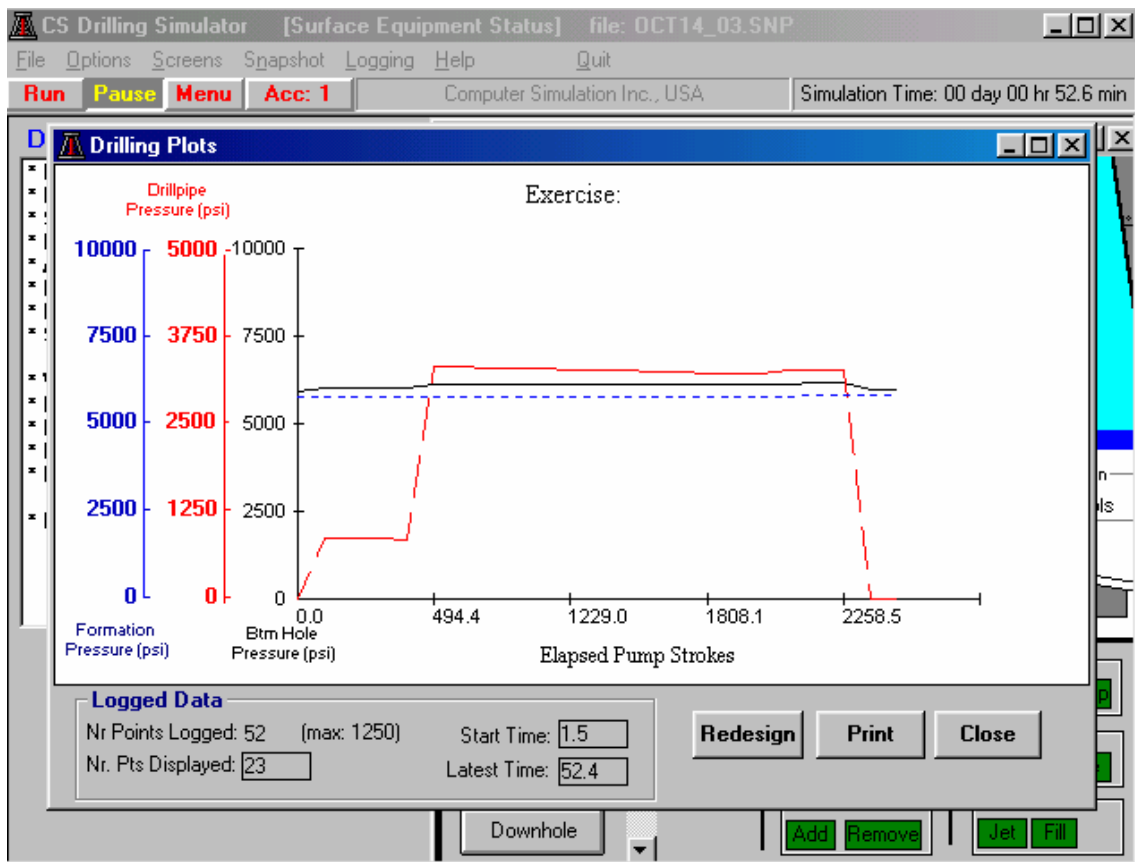 CS Drilling Simulator [Surface Equipment Status] file: OCT14_03.SNP
File Options Screens Snapshot Logging Help Quit
Run Pause Menu Acc: 1 Computer Simulation Inc., USA Simulation Time: 00 day 00 hr 52.6 min
D
Drilling Plots
Exercise:
Drillpipe
Pressure (psi)
10000 5000 10000
7500 3750 7500
5000 2500 5000
2500 1250 2500
0 0 0
0.0 494.4 1229.0 1808.1 2258.5
Formation
Pressure (psi)
Btm Hole
Pressure (psi)
Elapsed Pump Strokes
Logged Data
Nr Points Logged: 52 (max: 1250)
Nr. Pts Displayed: 23
Start Time: 1.5
Latest Time: 52.4
Redesign Print Close
Downhole
Add Remove Jet Fill